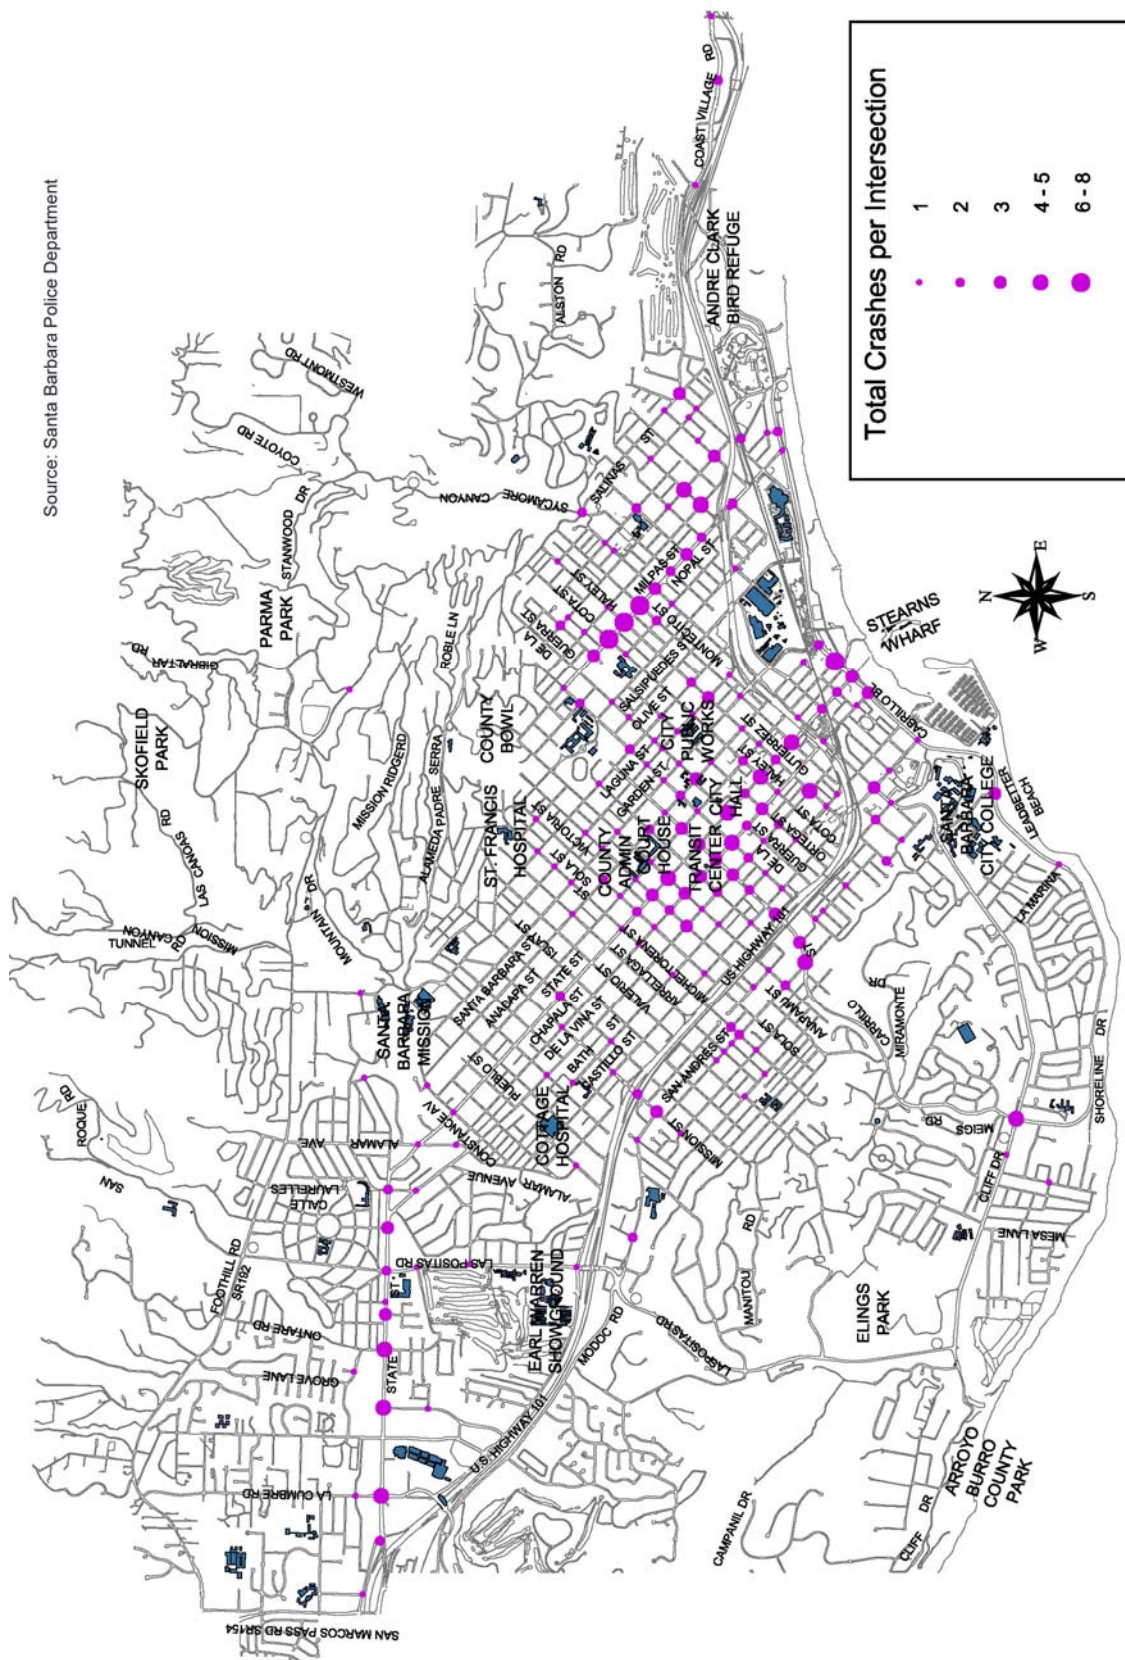 Source: Santa Barbara Police Department
SAN MARCOS PASS RD SR154
LA CUMBRE RD
FOOTHILL RD
SR192
ONTARE RD
GROVE LANE
STATE
ST
SAN
ROQUE
RD
CALLE
LAURELLES
ALAMAR
AVE
LAS POSITAS RD
U.S. HIGHWAY 101
EARL WARREN
SHOWGROUND
MODOC RD
LAS POSITAS RD
ALAMAR AVENUE
CONSTANCE AV
COTTAGE
HOSPITAL
PUEBLO ST
MISSION ST
SAN ANDRES ST
CASTILLO ST
BATH
ST
DE LA VINA ST
CHAPALA ST
STATE ST
ANACAPA ST
SANTA BARBARA ST
ISLAY ST
VALERIO ST
ARRELLAGA ST
MICHELTORENA ST
SOLA ST
VICTORIA ST
ANAPAMU ST
SOLA ST
ST
US HIGHWAY 101
SANTA
BARBARA
MISSION
TUNNEL
RD
MISSION
CANYON
LAS CANOAS RD
MOUNTAIN DR
SKOFIELD
PARK
GIBRALTAR
RD
PARMA
PARK
STANWOOD
DR
COYOTE RD
WESTMONT RD
MISSION RIDGE RD
ALAMEDA PADRE SERRA
ROBLE LN
ST. FRANCIS
HOSPITAL
COUNTY
BOWL
SYCAMORE
CANYON
ALSTON RD
SALINAS ST
HALEY ST
COTA ST
DE LA
GUERRA ST
MILPAS ST
NOPAL ST
MONTECITO ST
SALSIPUEDES ST
OLIVE ST
LAGUNA ST
GARDEN ST
COUNTY
ADMIN
COURT
HOUSE
TRANSIT
CENTER
CITY
HALL
CITY
PUBLIC
WORKS
GUTIERREZ ST
HALEY ST
COTA ST
ORTEGA ST
DE LA
GUERRA ST
COAST VILLAGE RD
ANDRE CLARK
BIRD REFUGE
STEARNS
WHARF
CABRILLO BL
SANTA
BARBARA
CITY COLLEGE
LEADBETTER
BEACH
LA MARINA
SHORELINE DR
CARRILLO
MIRAMONTE
DR
MEIGS
RD
CLIFF DR
MESA LANE
MANITOU
RD
ELINGS
PARK
ARROYO
BURRO
COUNTY
PARK
CLIFF
DR
CAMPANIL DR
N
E
S
W
Total Crashes per Intersection
1
2
3
4 - 5
6 - 8